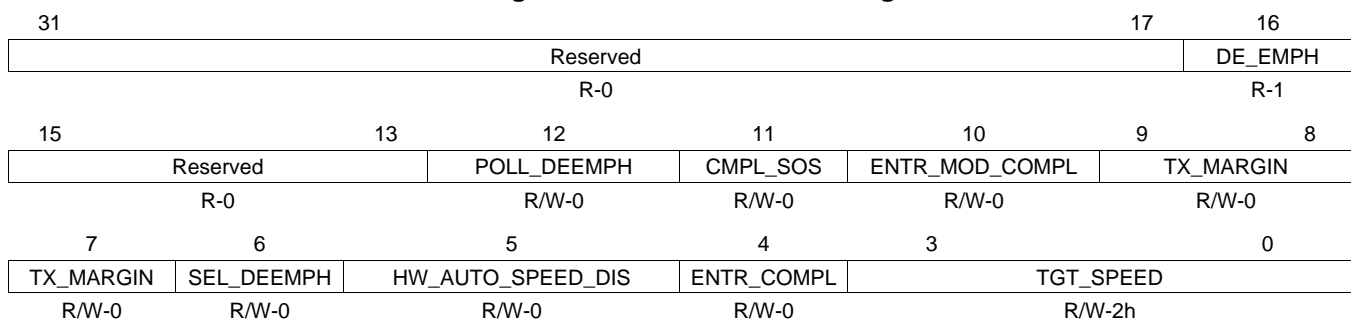 31 17 16
Reserved DE_EMPH
R-0 R-1
15 13 12 11 10 9 8
Reserved POLL_DEEMPH CMPL_SOS ENTR_MOD_COMPL TX_MARGIN
R-0 R/W-0 R/W-0 R/W-0 R/W-0
7 6 5 4 3 0
TX_MARGIN SEL_DEEMPH HW_AUTO_SPEED_DIS ENTR_COMPL TGT_SPEED
R/W-0 R/W-0 R/W-0 R/W-0 R/W-2h